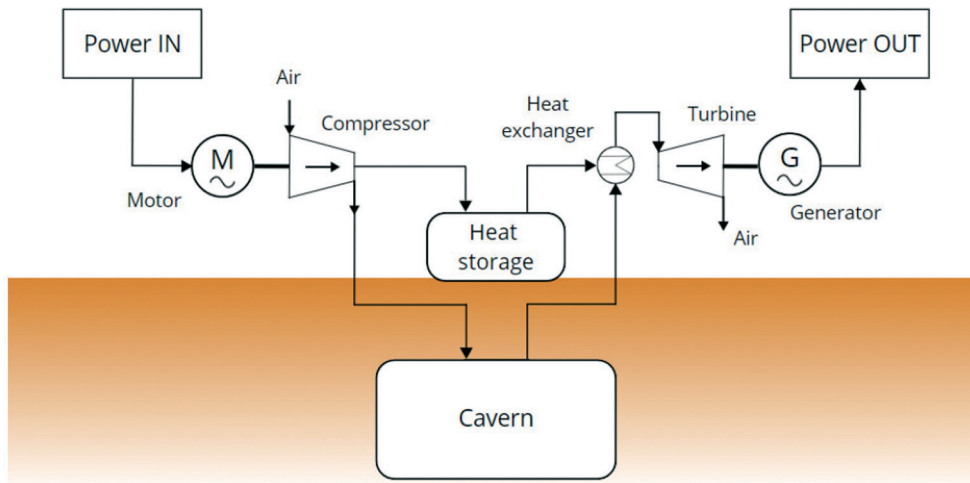 Power IN
Power OUT
Air
Compressor
Heat
exchanger
Turbine
M
Motor
G
Generator
Heat
storage
Air
Cavern